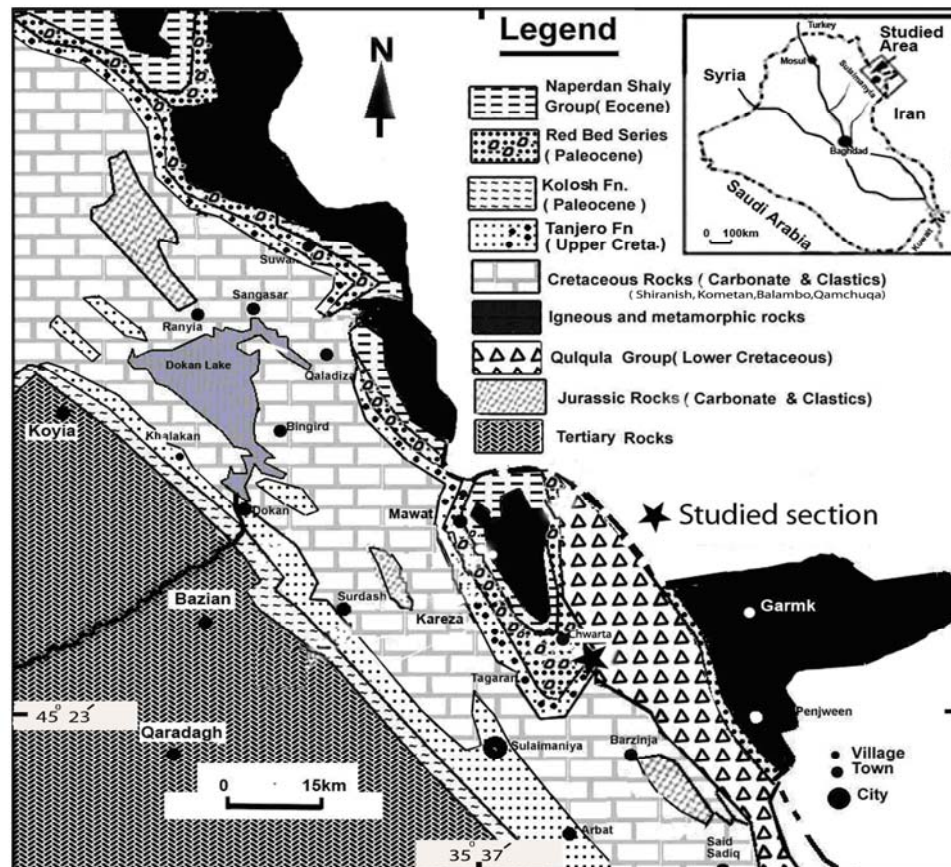 N
Legend
Naperdan Shaly
Group( Eocene)
Red Bed Series
( Paleocene)
Kolosh Fn.
( Paleocene )
Tanjero Fn
( Upper Creta.)
Cretaceous Rocks ( Carbonate & Clastics)
( Shiranish, Kometan,Balambo,Qamchuqa)
Igneous and metamorphic rocks
Qulqula Group( Lower Cretaceous)
Jurassic Rocks ( Carbonate & Clastics)
Tertiary Rocks
Turkey
Studied
Area
Mosul
Sulaimanyia
Syria
Iran
Baghdad
Saudi Arabia
Kuwait
0 100km
Suwais
Sangasar
Ranyia
Dokan Lake
Qaladiza
Koyia
Khalakan
Bingird
Dokan
Mawat
Studied section
Bazian
Surdash
Kareza
Garmk
Chwarta
Tagaran
45° 23′
Penjween
Qaradagh
Sulaimaniya
Barzinja
Village
Town
City
0 15km
Arbat
35° 37′
Said
Sadiq